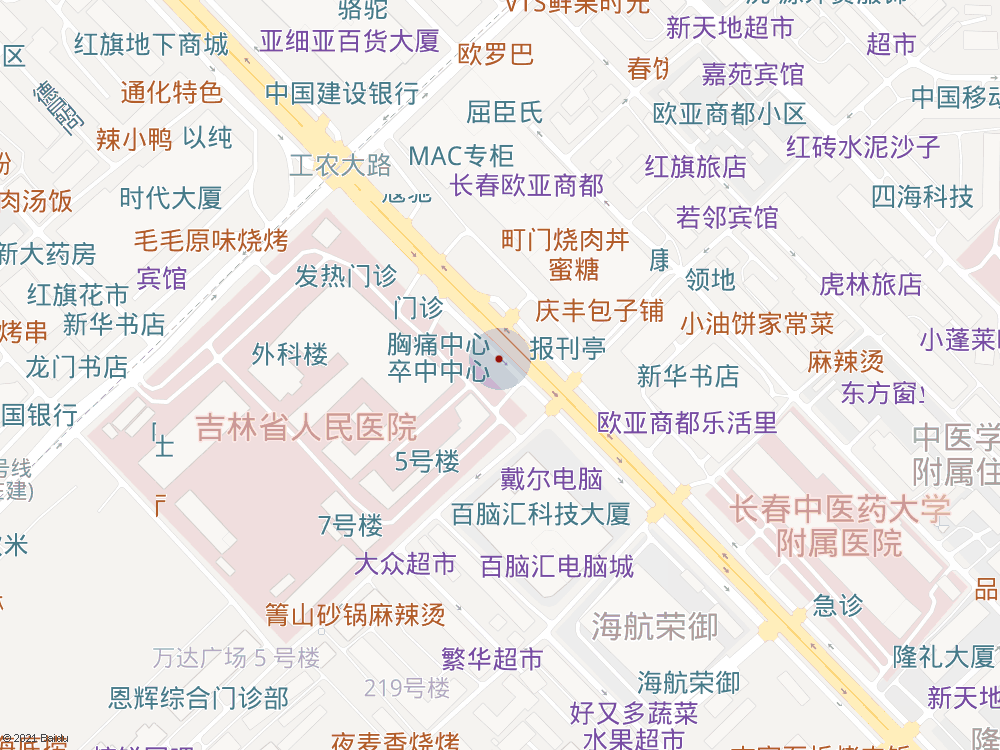 骆驼
VTS鲜果时光
新天地超市
红旗地下商城
亚细亚百货大厦
欧罗巴
超市
区
嘉苑宾馆
通化特色
中国建设银行
中国移动
屈臣氏
欧亚商都小区
辣小鸭
以纯
红砖水泥沙子
工农大路
MAC专柜
红旗旅店
长春欧亚商都
时代大厦
四海科技
肉汤饭
若邻宾馆
毛毛原味烧烤
町门烧肉丼
新大药房
蜜糖
康
发热门诊
宾馆
领地
虎林旅店
红旗花市
门诊
庆丰包子铺
新华书店
小油饼家常菜
烤串
胸痛中心
报刊亭
小蓬莱
外科楼
龙门书店
卒中中心
麻辣烫
新华书店
东方窗
国银行
欧亚商都乐活里
吉林省人民医院
中医学
5号楼
附属住
号线
戴尔电脑
建)
长春中医药大学
百脑汇科技大厦
7号楼
附属医院
米
大众超市
百脑汇电脑城
品
急诊
箐山砂锅麻辣烫
海航荣御
万达广场5号楼
繁华超市
隆礼大厦
219号楼
海航荣御
恩辉综合门诊部
新天地
好又多蔬菜
水果超市
夜麦香烧烤
隆
© 2021 Baidu